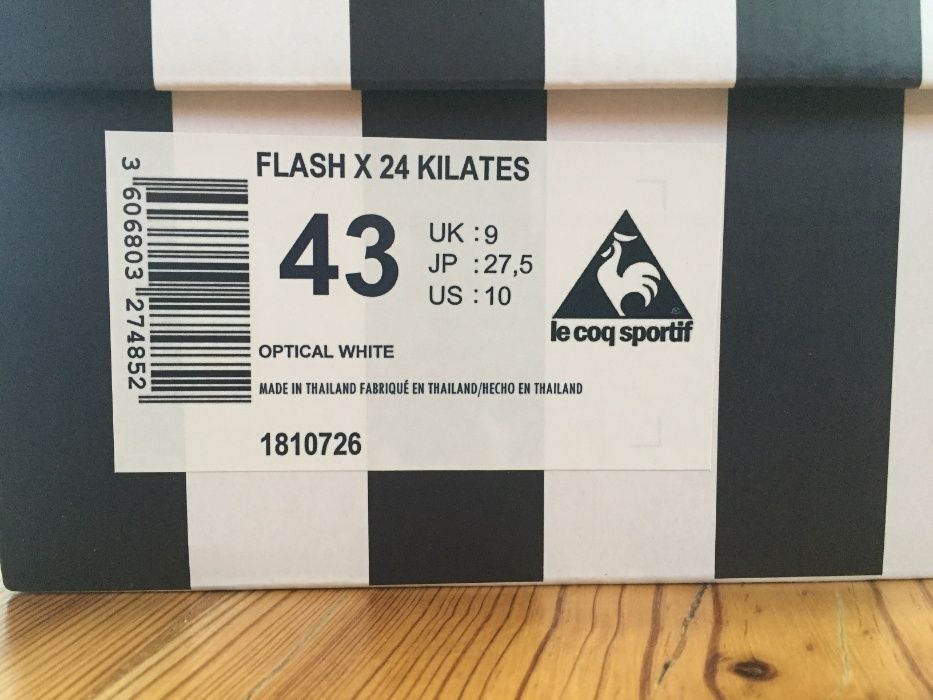 FLASH X 24 KILATES
3 606803 274852
43
UK : 9
JP : 27,5
US : 10
le coq sportif
OPTICAL WHITE
MADE IN THAILAND FABRIQUÉ EN THAILAND/HECHO EN THAILAND
1810726